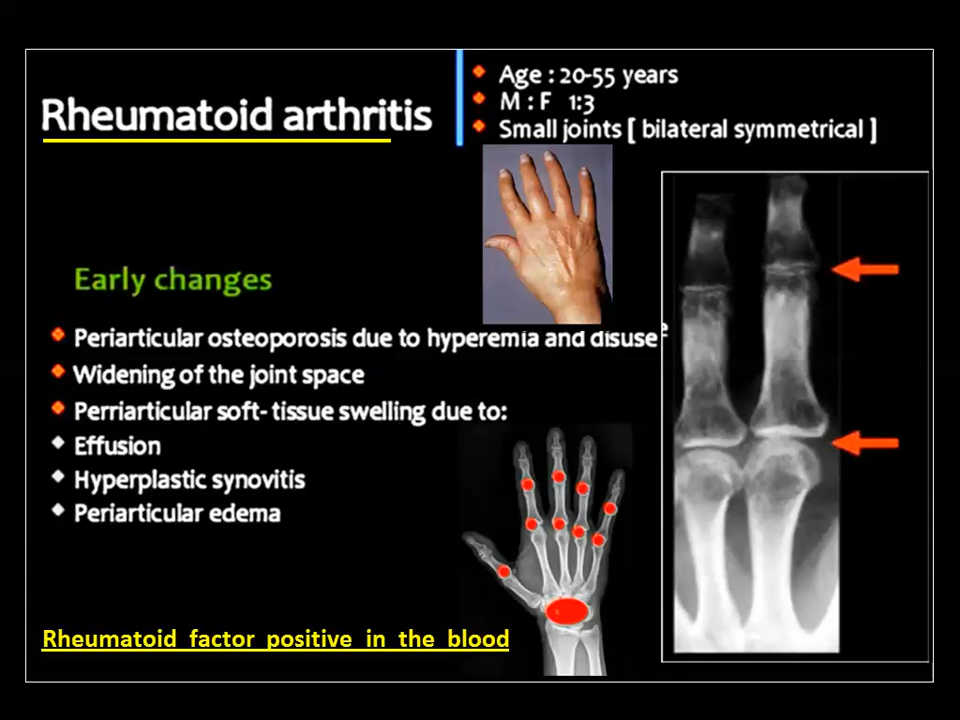 Rheumatoid arthritis
Age : 20-55 years
M : F 1:3
Small joints [ bilateral symmetrical ]
Early changes
Periarticular osteoporosis due to hyperemia and disuse
Widening of the joint space
Perriarticular soft- tissue swelling due to:
Effusion
Hyperplastic synovitis
Periarticular edema
Rheumatoid factor positive in the blood